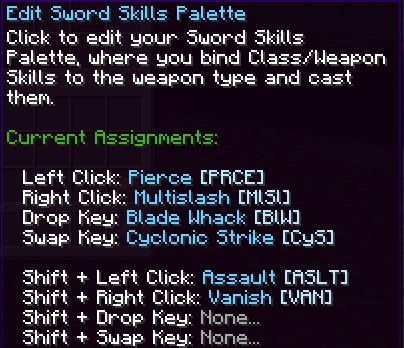 Edit Sword Skills Palette
Click to edit your Sword Skills
Palette, where you bind Class/Weapon
Skills to the weapon type and cast
them.
Current Assignments:
Left Click: Pierce [PRCE]
Right Click: Multislash [MlSl]
Drop Key: Blade Whack [BlW]
Swap Key: Cyclonic Strike [CyS]
Shift + Left Click: Assault [ASLT]
Shift + Right Click: Vanish [VAN]
Shift + Drop Key: None...
Shift + Swap Key: None...